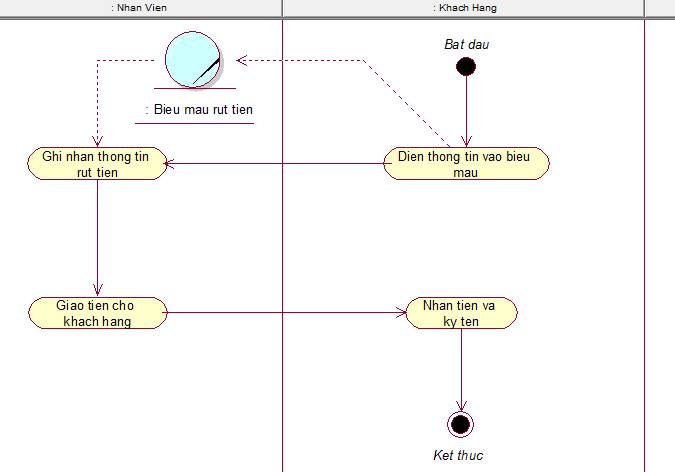 : Nhan Vien
: Khach Hang
Bat dau
: Bieu mau rut tien
Ghi nhan thong tin
rut tien
Dien thong tin vao bieu
mau
Giao tien cho
khach hang
Nhan tien va
ky ten
Ket thuc